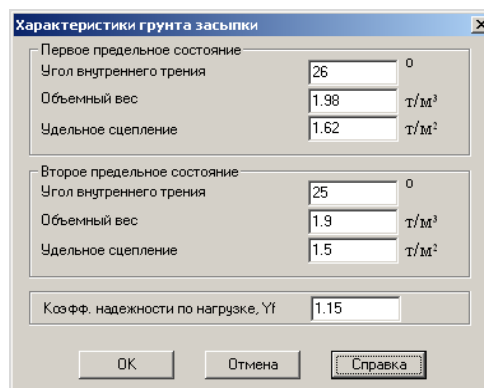 Характеристики грунта засыпки
Первое предельное состояние
Угол внутреннего трения 26 °
Объемный вес 1.98 т/м³
Удельное сцепление 1.62 т/м²
Второе предельное состояние
Угол внутреннего трения 25 °
Объемный вес 1.9 т/м³
Удельное сцепление 1.5 т/м²
Коэфф. надежности по нагрузке, Yf 1.15
OK Отмена Справка